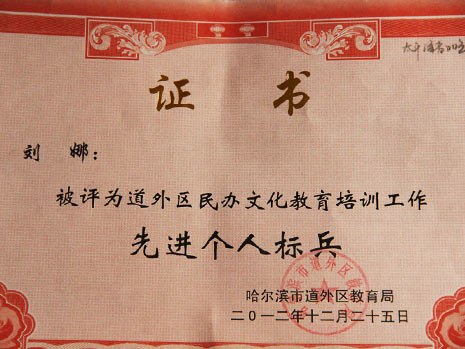 证 书
刘 娜：
被评为道外区民办文化教育培训工作
先进个人标兵
哈尔滨市道外区教育局
二0一二年十二月二十五日